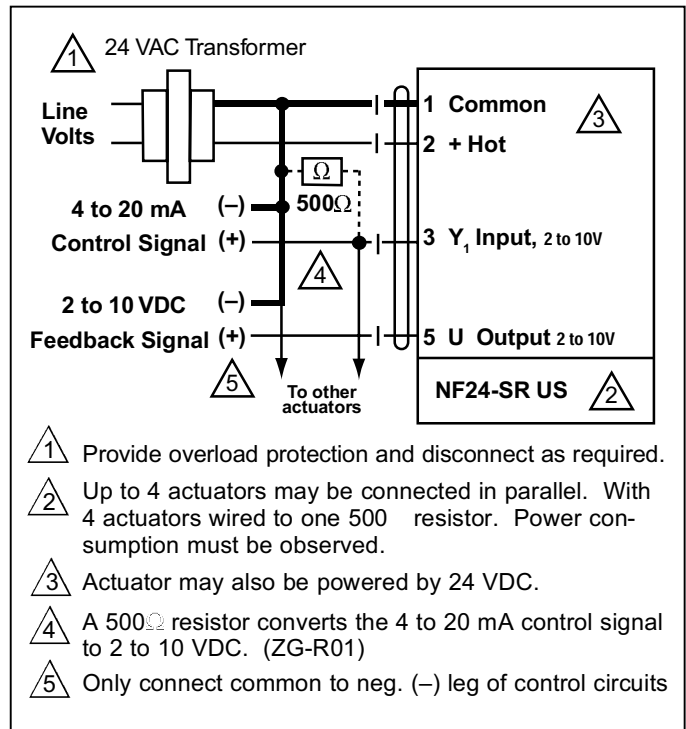 1 24 VAC Transformer
Line
Volts
1 Common
3
2 + Hot
Ω
500Ω
4 to 20 mA (–)
Control Signal (+)
3 Y1 Input, 2 to 10V
4
2 to 10 VDC (–)
Feedback Signal (+)
5 U Output 2 to 10V
5
To other
actuators
NF24-SR US 2
1 Provide overload protection and disconnect as required.
2 Up to 4 actuators may be connected in parallel. With
4 actuators wired to one 500 resistor. Power con-
sumption must be observed.
3 Actuator may also be powered by 24 VDC.
4 A 500Ω resistor converts the 4 to 20 mA control signal
to 2 to 10 VDC. (ZG-R01)
5 Only connect common to neg. (–) leg of control circuits